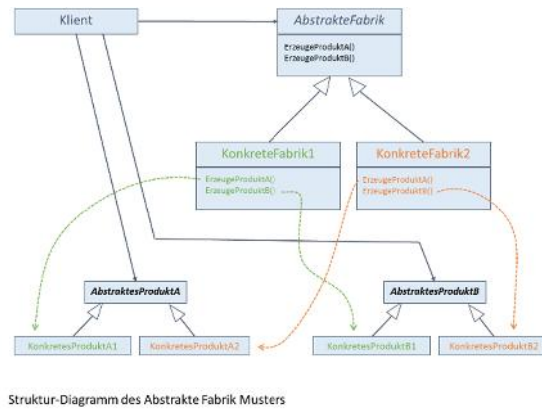 Klient
AbstrakteFabrik
ErzeugeProduktA()
ErzeugeProduktB()
KonkreteFabrik1
KonkreteFabrik2
ErzeugeProduktA()
ErzeugeProduktB()
ErzeugeProduktA()
ErzeugeProduktB()
AbstraktesProduktA
AbstraktesProduktB
KonkretesProduktA1
KonkretesProduktA2
KonkretesProduktB1
KonkretesProduktB2
Struktur-Diagramm des Abstrakte Fabrik Musters